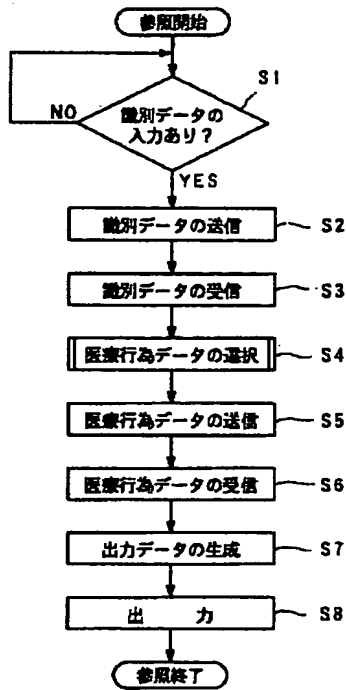 参照開始
S1
識別データの
入力あり？
NO
YES
識別データの送信 S2
識別データの受信 S3
医療行為データの選択 S4
医療行為データの送信 S5
医療行為データの受信 S6
出力データの生成 S7
出 力 S8
参照終了